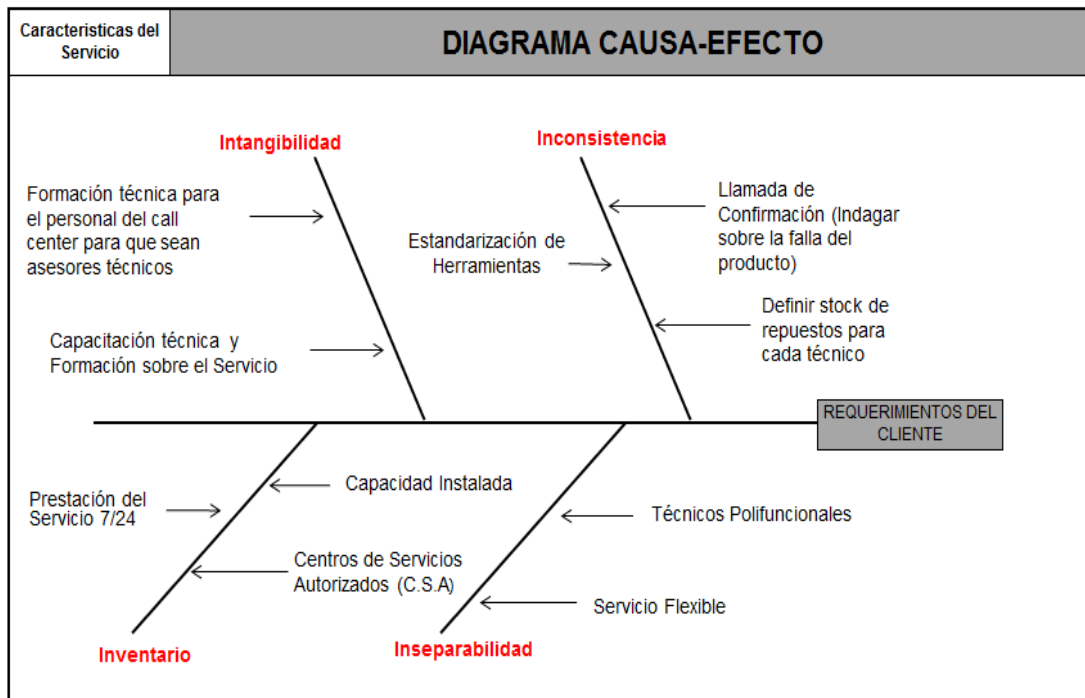 Caracteristicas del
Servicio
DIAGRAMA CAUSA-EFECTO
Intangibilidad
Formación técnica para
el personal del call
center para que sean
asesores técnicos
Capacitación técnica y
Formación sobre el Servicio
Inconsistencia
Llamada de
Confirmación (Indagar
sobre la falla del
producto)
Estandarización de
Herramientas
Definir stock de
repuestos para
cada técnico
REQUERIMIENTOS DEL
CLIENTE
Prestación del
Servicio 7/24
Capacidad Instalada
Centros de Servicios
Autorizados (C.S.A)
Inventario
Técnicos Polifuncionales
Servicio Flexible
Inseparabilidad